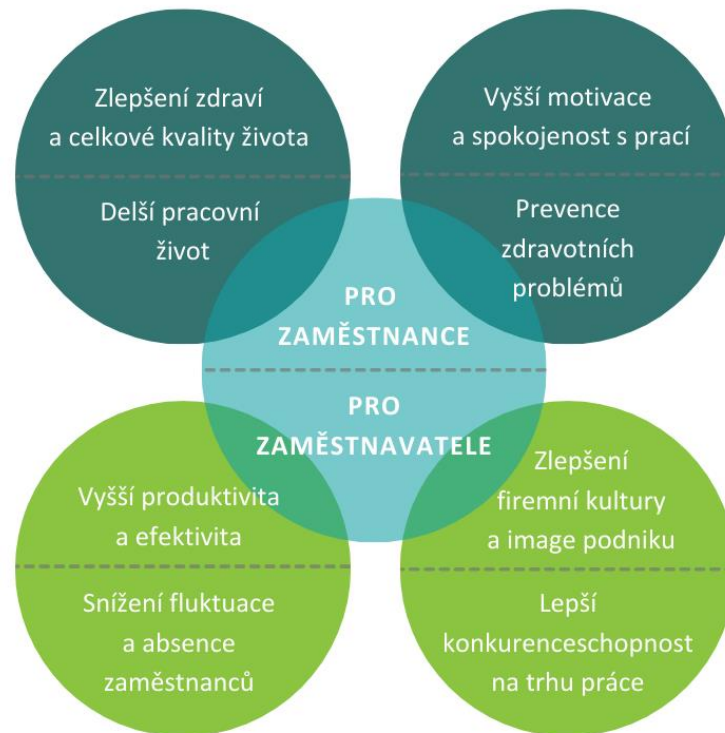 Zlepšení zdraví
a celkové kvality života
Delší pracovní
život
Vyšší motivace
a spokojenost s prací
Prevence
zdravotních
problémů
PRO
ZAMĚSTNANCE
PRO
ZAMĚSTNAVATELE
Vyšší produktivita
a efektivita
Snížení fluktuace
a absence
zaměstnanců
Zlepšení
firemní kultury
a image podniku
Lepší
konkurenceschopnost
na trhu práce